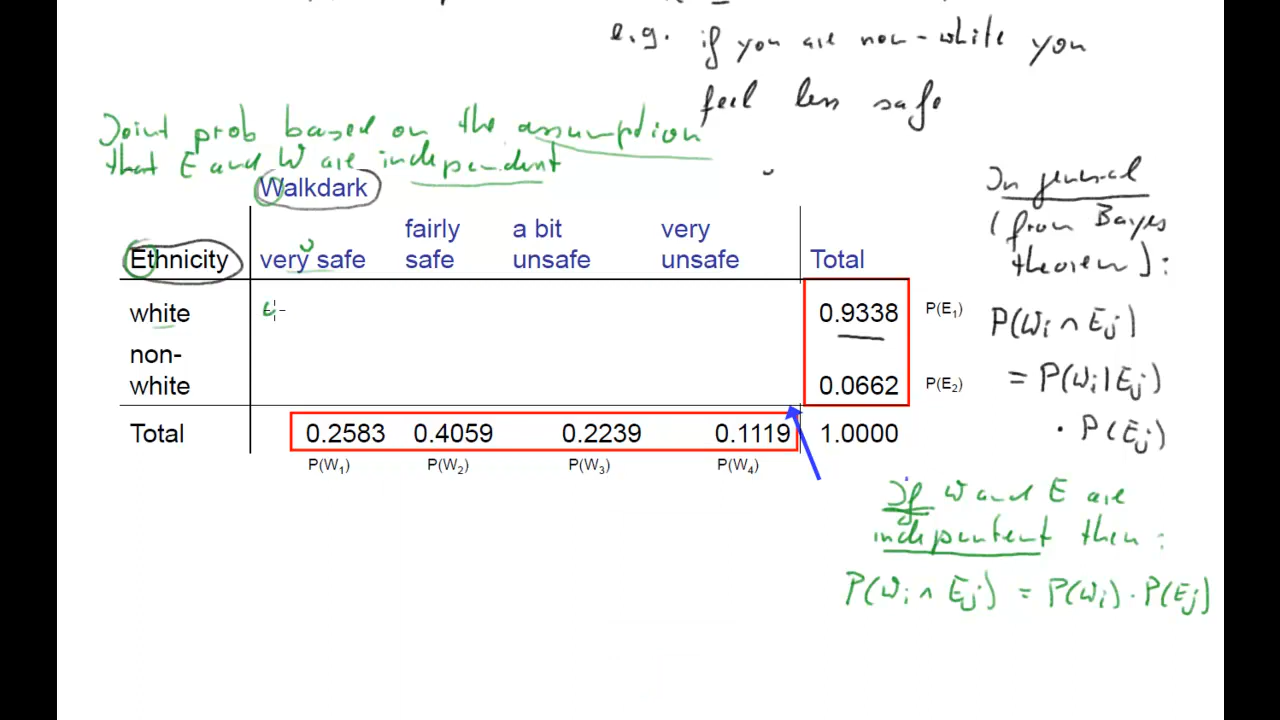 e.g. if you are non-white you
feel less safe
Joint prob based on the assumption
that E and W are independent
Walkdark
In general
(from Bayes
theorem):
fairly a bit very
Ethnicity very safe safe unsafe unsafe Total
white 0.9338 P(E1)
P(Wi ∩ Ej)
non-
white 0.0662 P(E2)
= P(Wi|Ej)
· P(Ej)
Total 0.2583 0.4059 0.2239 0.1119 1.0000
P(W1) P(W2) P(W3) P(W4)
If W and E are
independent then:
P(Wi ∩ Ej) = P(Wi) · P(Ej)